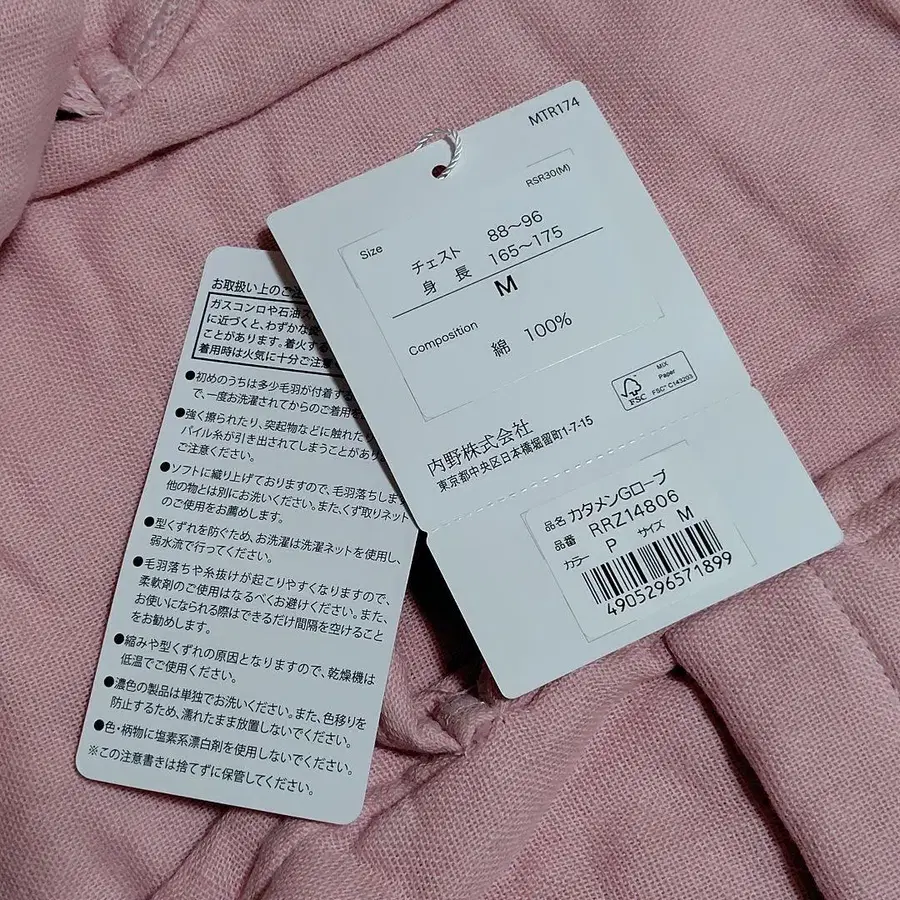 お取扱い上のご注
ガスコンロや石油ス
に近づくと、わずかな
ことがあります。着火す
着用時は火気に十分ご注意
●初めのうちは多少毛羽が付着する
で、一度お洗濯されてからのご着用を
●強く擦られたり、突起物などに触れたり
パイル糸が引き出されてしまうことがあり
ご注意ください。
●ソフトに織り上げておりますので、毛羽落ちしま
他の物とは別にお洗いください。また、くず取りネット
のご使用をお薦めします。
●型くずれを防ぐため、お洗濯は洗濯ネットを使用し、
弱水流で行ってください。
●毛羽落ちや糸抜けが起こりやすくなりますので、
柔軟剤のご使用はなるべくお避けください。また、
お使いになられる際はできるだけ間隔を空けること
をお勧めします。
●縮みや型くずれの原因となりますので、乾燥機は
低温でご使用ください。
●濃色の製品は単独でお洗いください。また、色移りを
防止するため、濡れたまま放置しないでください。
●色・柄物に塩素系漂白剤を使用しないでください。
※この注意書きは捨てずに保管してください。
MTR174
RSR30(M)
Size
チェスト 88～96
身長 165～175
M
Composition
綿 100%
FSC
MIX
Paper
FSC® C143203
内野株式会社
東京都中央区日本橋堀留町1-7-15
品名 カタメンGローブ
品番 RRZ14806
カラー P サイズ M
4905296571899